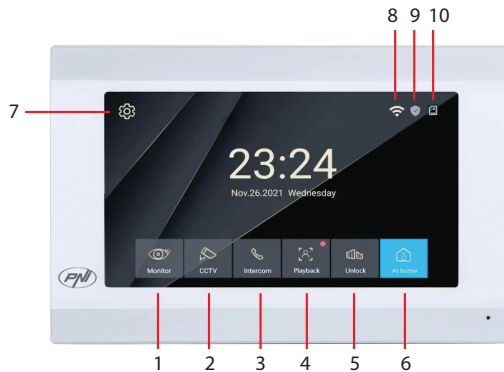 8 9 10
7
23:24
Nov.26.2021 Wednesday
Monitor CCTV Intercom Playback Unlock At home
PNI
1 2 3 4 5 6